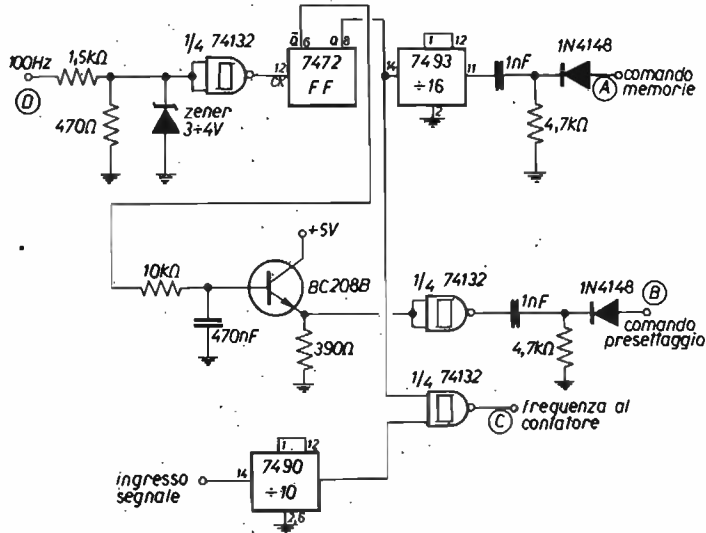 100Hz
D
1,5kΩ
470Ω
zener
3÷4V
1/4 74132
12
CK
Q̅ 6 Q 8
7472
FF
1 12
14
7493
÷16
11
2
1nF
1N4148
A
comando
memorie
4,7kΩ
+5V
10kΩ
BC208B
470nF
390Ω
1/4 74132
1nF
1N4148
B
comando
presettaggio
4,7kΩ
1/4 74132
C
frequenza al
contatore
ingresso
segnale
1 12
14
7490
÷10
2,6